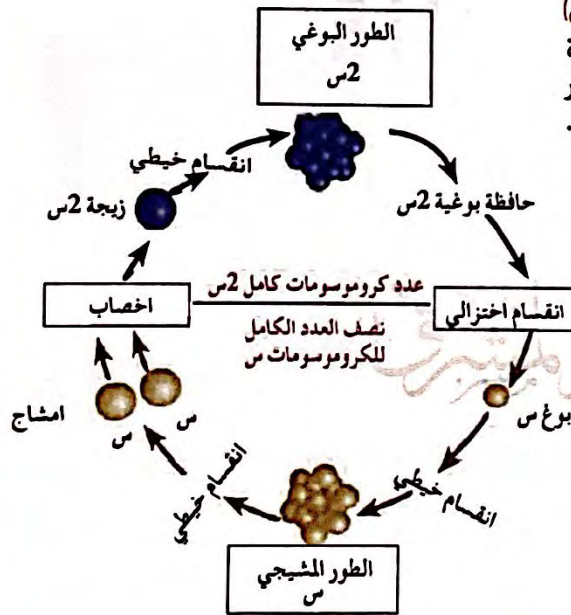 الطور البوغي
2س
انقسام خيطي
حافظة بوغية 2س
زيجة 2س
عدد كروموسومات كامل 2س
انقسام اختزالي
اخصاب
نصف العدد الكامل
للكروموسومات س
بوغ س
س
س
امشاج
انقسام خيطي
انقسام خيطي
الطور المشيجي
س